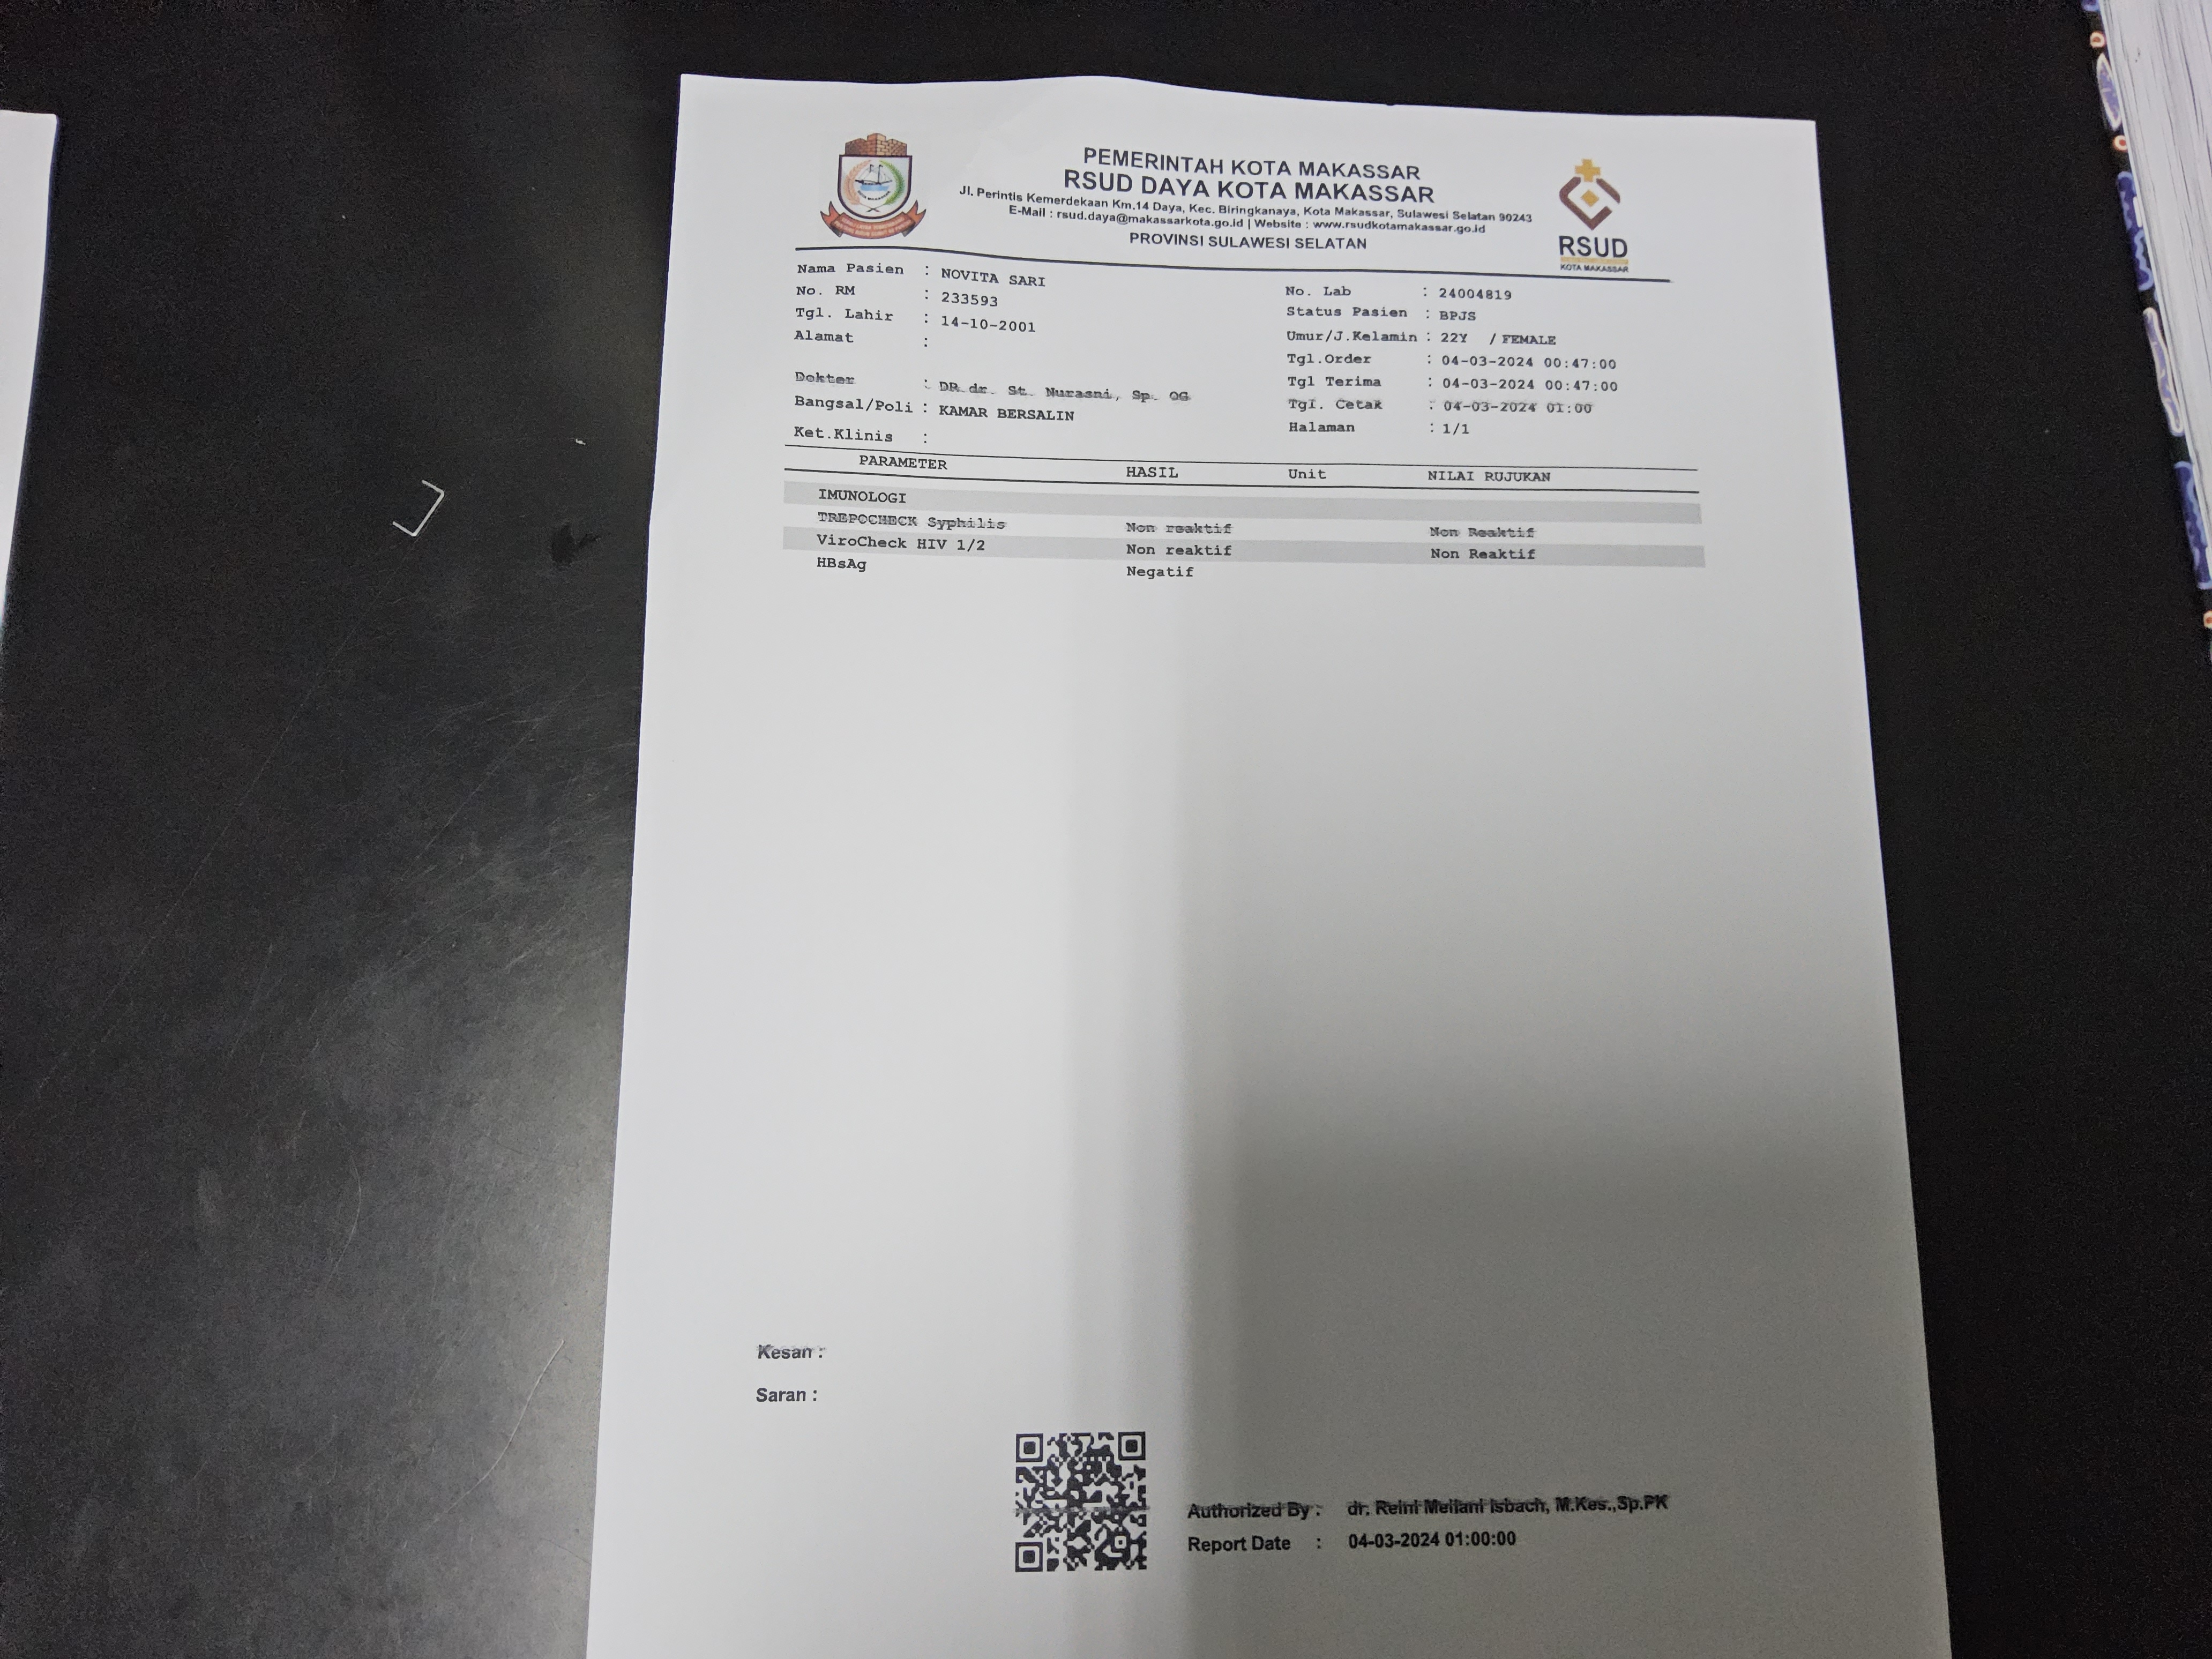 PEMERINTAH KOTA MAKASSAR
RSUD DAYA KOTA MAKASSAR
Jl. Perintis Kemerdekaan Km.14 Daya, Kec. Biringkanaya, Kota Makassar, Sulawesi Selatan 90243
E-Mail : rsud.daya@makassarkota.go.id | Website : www.rsudkotamakassar.go.id
PROVINSI SULAWESI SELATAN
RSUD
KOTA MAKASSAR
Nama Pasien : NOVITA SARI
No. RM : 233593
Tgl. Lahir : 14-10-2001
Alamat :
Dokter : DR.dr. St. Nurasni, Sp. OG
Bangsal/Poli : KAMAR BERSALIN
Ket.Klinis :
No. Lab : 24004819
Status Pasien : BPJS
Umur/J.Kelamin : 22Y / FEMALE
Tgl.Order : 04-03-2024 00:47:00
Tgl Terima : 04-03-2024 00:47:00
Tgl. Cetak : 04-03-2024 01:00
Halaman : 1/1
PARAMETER HASIL Unit NILAI RUJUKAN
IMUNOLOGI
TREPOCHECK Syphilis Non reaktif Non Reaktif
ViroCheck HIV 1/2 Non reaktif Non Reaktif
HBsAg Negatif
Kesan :
Saran :
Authorized By : dr. Reini Meilani Isbach, M.Kes.,Sp.PK
Report Date : 04-03-2024 01:00:00